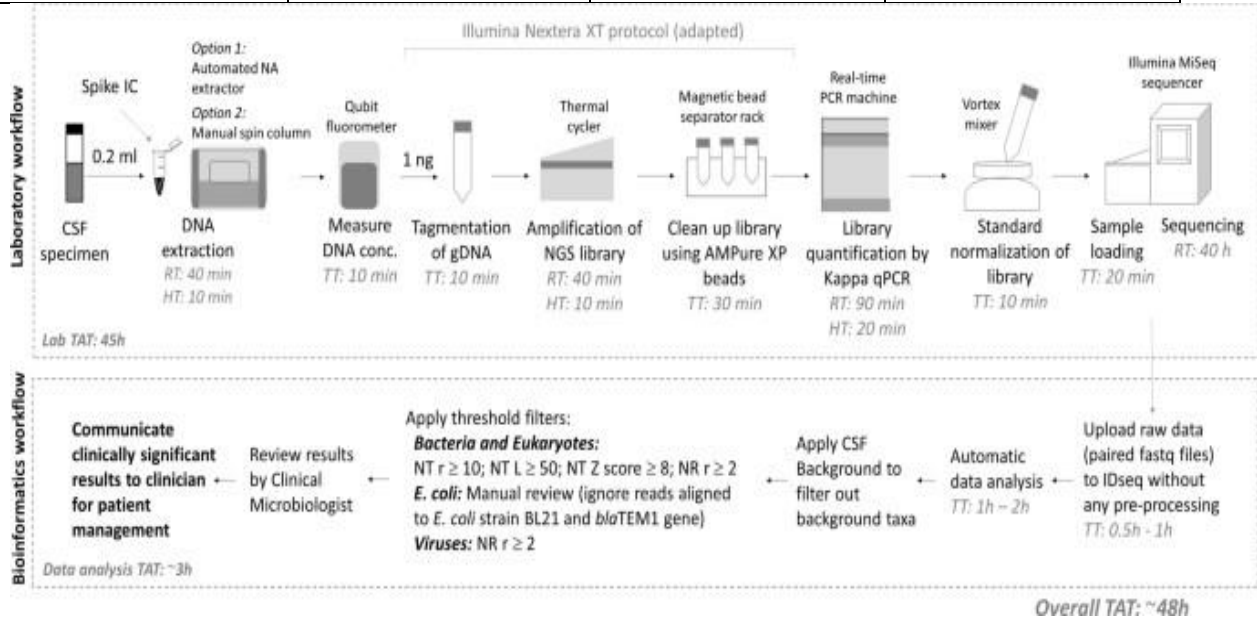 Laboratory workflow
Illumina Nextera XT protocol (adapted)
Spike IC
Option 1:
Automated NA
extractor
Option 2:
Manual spin column
Qubit
fluorometer
Thermal
cycler
Magnetic bead
separator rack
Real-time
PCR machine
Vortex
mixer
Illumina MiSeq
sequencer
0.2 ml
1 ng
CSF
specimen
DNA
extraction
RT: 40 min
HT: 10 min
Measure
DNA conc.
TT: 10 min
Tagmentation
of gDNA
TT: 10 min
Amplification of
NGS library
RT: 40 min
HT: 10 min
Clean up library
using AMPure XP
beads
TT: 30 min
Library
quantification by
Kappa qPCR
RT: 90 min
HT: 20 min
Standard
normalization of
library
TT: 10 min
Sample
loading
TT: 20 min
Sequencing
RT: 40 h
Lab TAT: 45h
Bioinformatics workflow
Upload raw data
(paired fastq files)
to IDseq without
any pre-processing
TT: 0.5h - 1h
Automatic
data analysis
TT: 1h – 2h
Apply CSF
Background to
filter out
background taxa
Apply threshold filters:
Bacteria and Eukaryotes:
NT r ≥ 10; NT L ≥ 50; NT Z score ≥ 8; NR r ≥ 2
E. coli: Manual review (ignore reads aligned
to E. coli strain BL21 and blaTEM1 gene)
Viruses: NR r ≥ 2
Review results
by Clinical
Microbiologist
Communicate
clinically significant
results to clinician
for patient
management
Data analysis TAT: ~3h
Overall TAT: ~48h